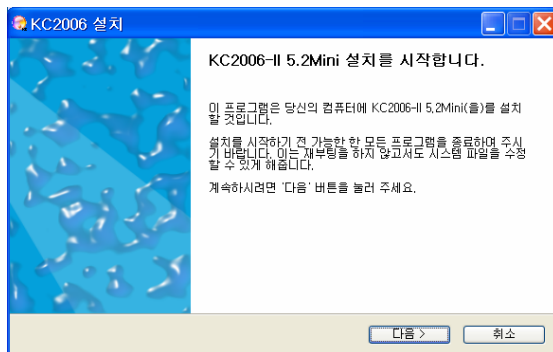 KC2006 설치
KC2006-II 5.2Mini 설치를 시작합니다.
이 프로그램은 당신의 컴퓨터에 KC2006-II 5.2Mini(을)를 설치
할 것입니다.
설치를 시작하기 전 가능한 한 모든 프로그램을 종료하여 주시
기 바랍니다. 이는 재부팅을 하지 않고서도 시스템 파일을 수정
할 수 있게 해줍니다.
계속하시려면 '다음' 버튼을 눌러 주세요.
다음 >
취소